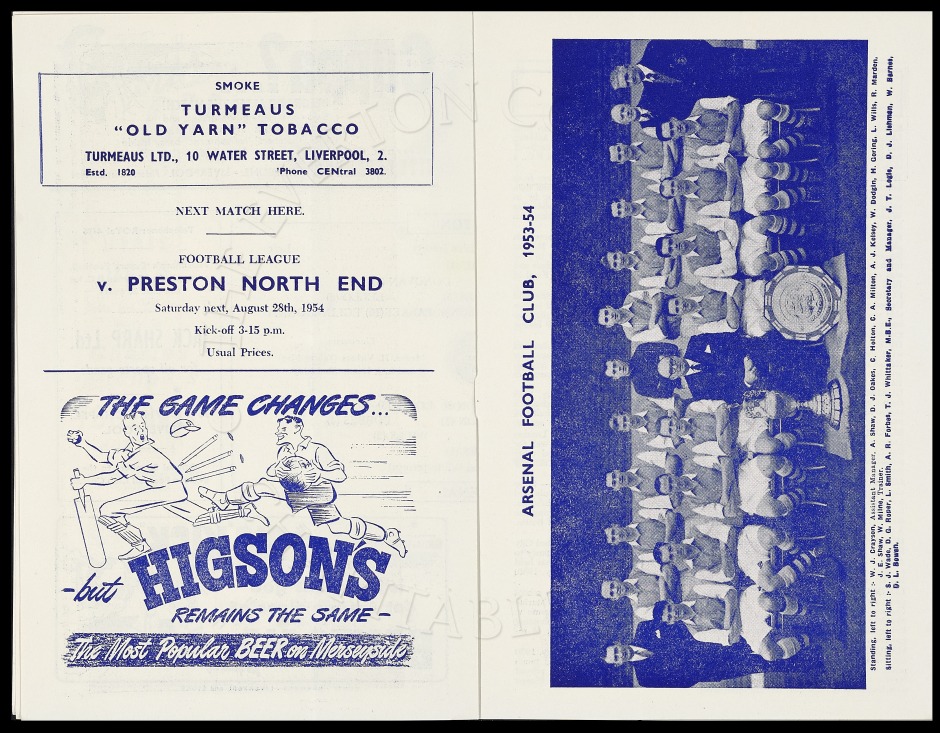 SMOKE
TURMEAUS
"OLD YARN" TOBACCO
TURMEAUS LTD., 10 WATER STREET, LIVERPOOL, 2.
Estd. 1820 'Phone CENtral 3802.
NEXT MATCH HERE.
FOOTBALL LEAGUE
v. PRESTON NORTH END
Saturday next, August 28th, 1954
Kick-off 3-15 p.m.
Usual Prices.
THE GAME CHANGES...
-but HIGSON'S
REMAINS THE SAME -
The Most Popular BEER on Merseyside
ARSENAL FOOTBALL CLUB, 1953-54
Standing, left to right :- W. J. Crayson, Assistant Manager, A. Shaw, D. J. Oakes, C. Holton, C. A. Milton, A. J. Kelsey, W. Dodgin, H. Goring, L. Wills, R. Marden,
J. E. Shaw, W. Milne, Trainer.
Sitting, left to right :- S. J. Wade, D. G. Roper, L. Smith, A. R. Forbes, T. J. Whittaker, M.B.E., Secretary and Manager, J. T. Logie, D. J. Lishman, W. Barnes,
D. L. Bowen.